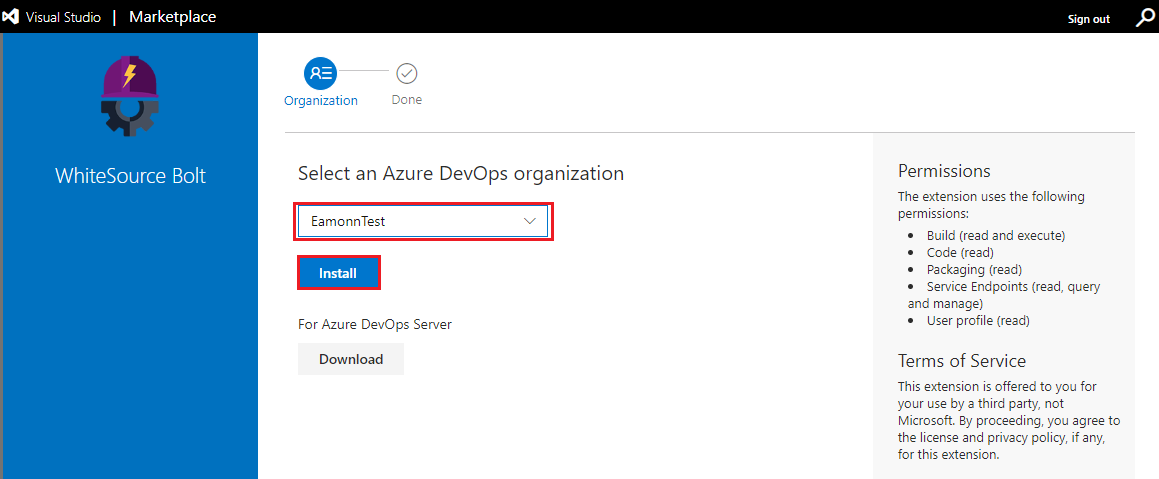 Visual Studio | Marketplace
Sign out
WhiteSource Bolt
Organization
Done
Select an Azure DevOps organization
EamonnTest
Install
For Azure DevOps Server
Download
Permissions
The extension uses the following
permissions:
• Build (read and execute)
• Code (read)
• Packaging (read)
• Service Endpoints (read, query
and manage)
• User profile (read)
Terms of Service
This extension is offered to you for
your use by a third party, not
Microsoft. By proceeding, you agree to
the license and privacy policy, if any,
for this extension.